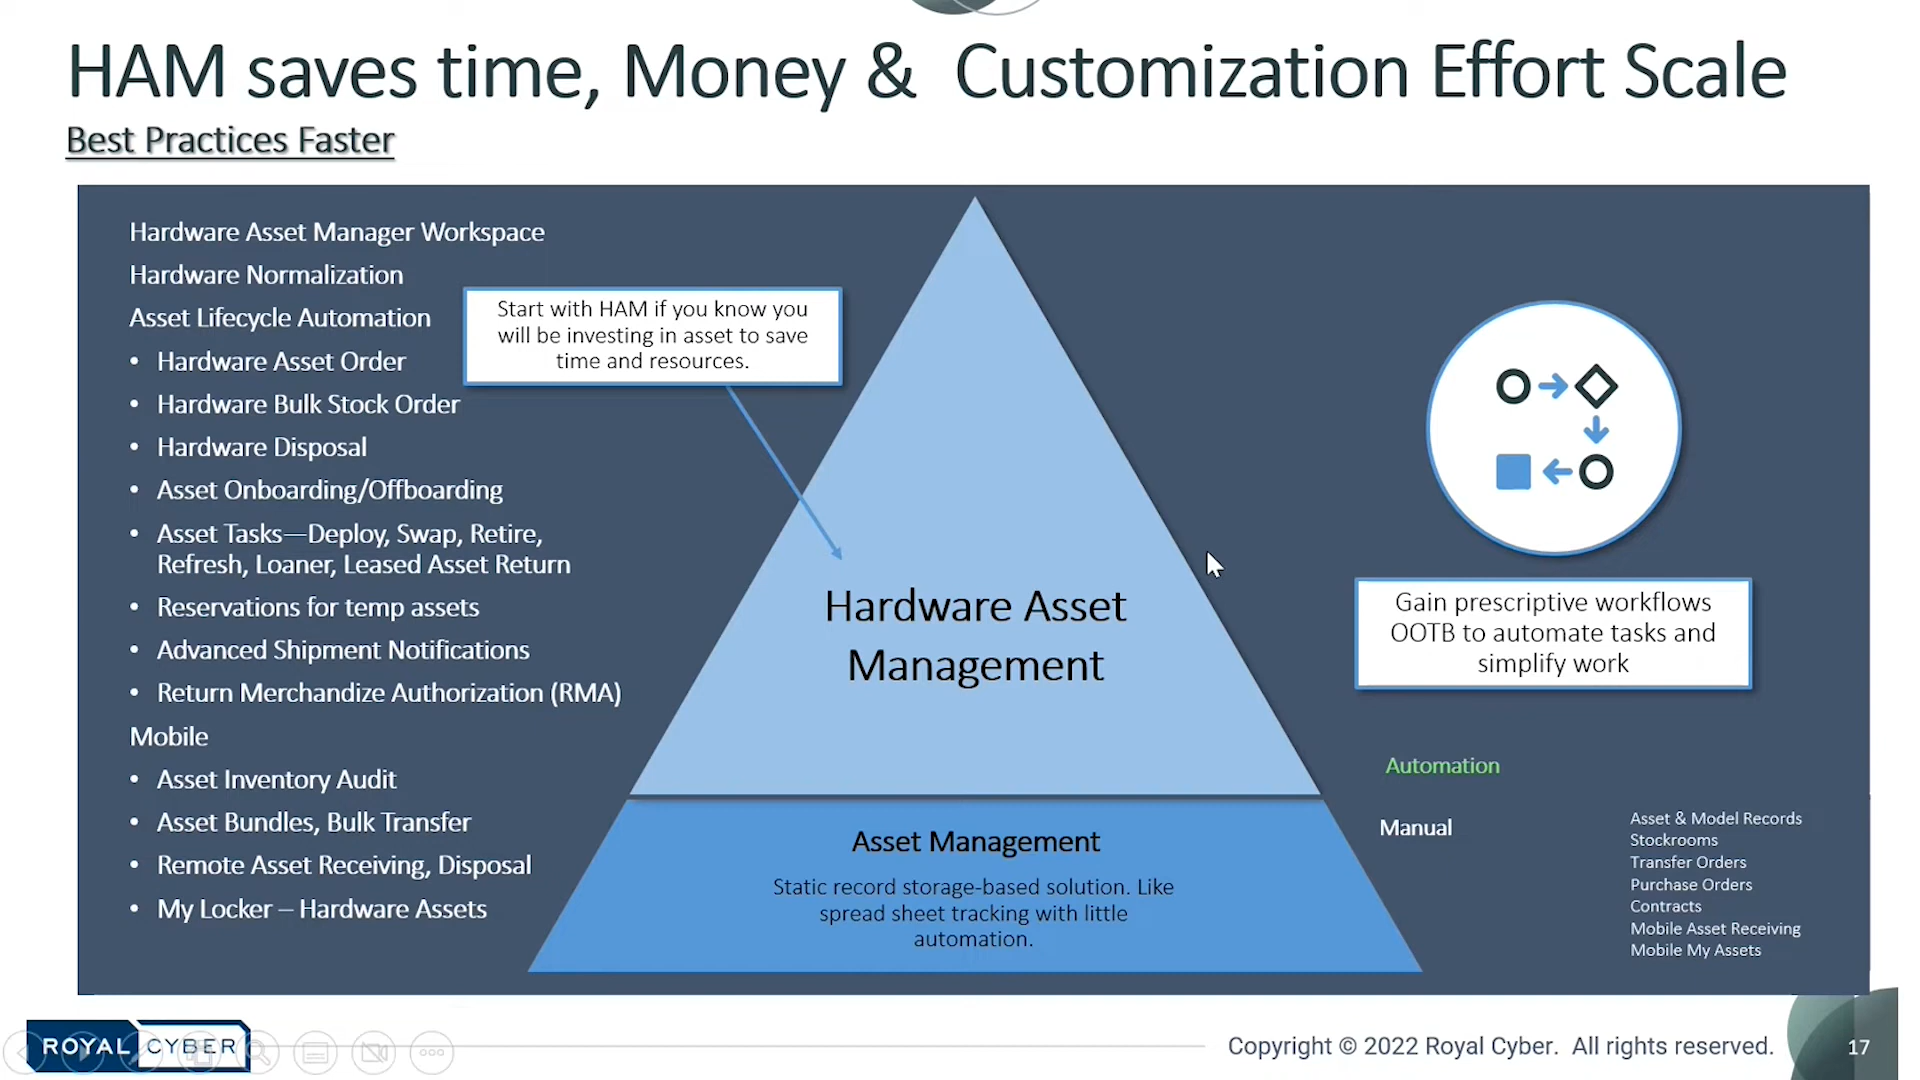 HAM saves time, Money & Customization Effort Scale
Best Practices Faster
Hardware Asset Manager Workspace
Hardware Normalization
Asset Lifecycle Automation
• Hardware Asset Order
• Hardware Bulk Stock Order
• Hardware Disposal
• Asset Onboarding/Offboarding
• Asset Tasks—Deploy, Swap, Retire,
Refresh, Loaner, Leased Asset Return
• Reservations for temp assets
• Advanced Shipment Notifications
• Return Merchandize Authorization (RMA)
Mobile
• Asset Inventory Audit
• Asset Bundles, Bulk Transfer
• Remote Asset Receiving, Disposal
• My Locker – Hardware Assets
Start with HAM if you know you
will be investing in asset to save
time and resources.
Hardware Asset
Management
Asset Management
Static record storage-based solution. Like
spread sheet tracking with little
automation.
Gain prescriptive workflows
OOTB to automate tasks and
simplify work
Automation
Manual
Asset & Model Records
Stockrooms
Transfer Orders
Purchase Orders
Contracts
Mobile Asset Receiving
Mobile My Assets
ROYAL CYBER
Copyright © 2022 Royal Cyber. All rights reserved.
17